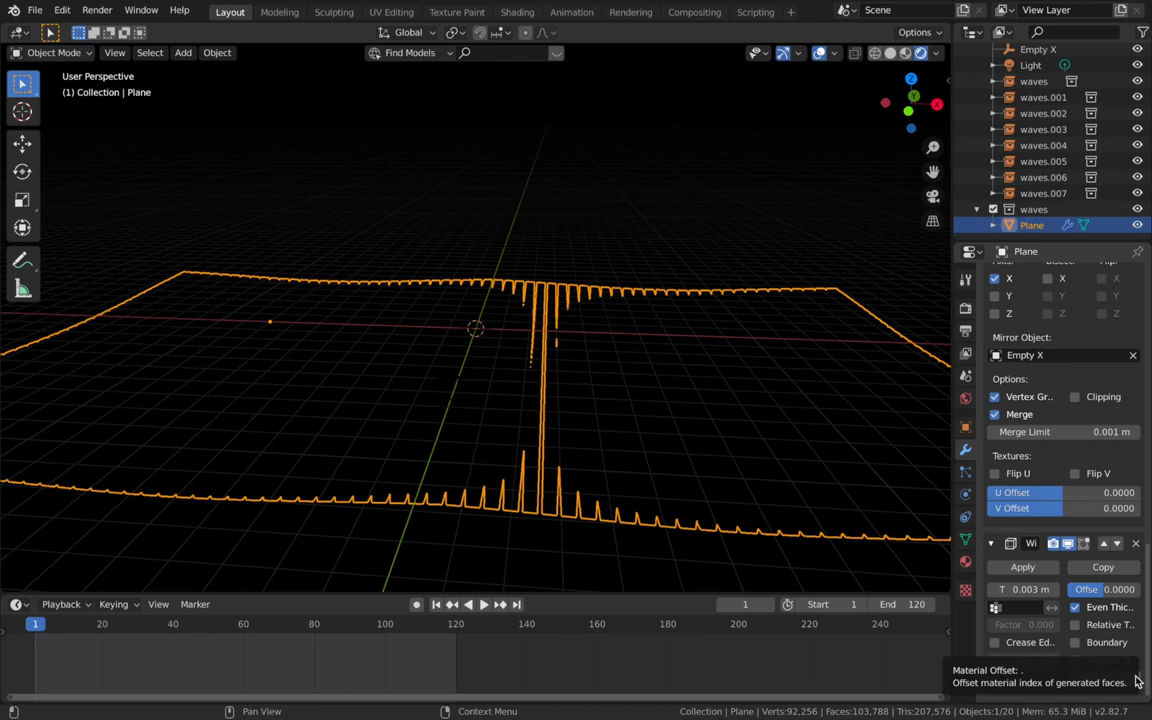 File Edit Render Window Help Layout Modeling Sculpting UV Editing Texture Paint Shading Animation Rendering Compositing Scripting + Scene View Layer
Global Options
Object Mode View Select Add Object Find Models
User Perspective
(1) Collection | Plane
Z
Y
X
Empty X
Light
waves
waves.001
waves.002
waves.003
waves.004
waves.005
waves.006
waves.007
waves
Plane
Plane
X X X
Y Y Y
Z Z Z
Mirror Object:
Empty X
Options:
Vertex Gr.. Clipping
Merge
Merge Limit 0.001 m
Textures:
Flip U Flip V
U Offset 0.0000
V Offset 0.0000
Wi
Apply Copy
T 0.003 m Offse 0.0000
Even Thic..
Factor 0.000 Relative T..
Crease Ed.. Boundary
Material Offset: .
Offset material index of generated faces.
Playback Keying View Marker 1 Start 1 End 120
1 20 40 60 80 100 120 140 160 180 200 220 240
Pan View Context Menu Collection | Plane | Verts:92,256 | Faces:103,788 | Tris:207,576 | Objects:1/20 | Mem: 65.3 MiB | v2.82.7